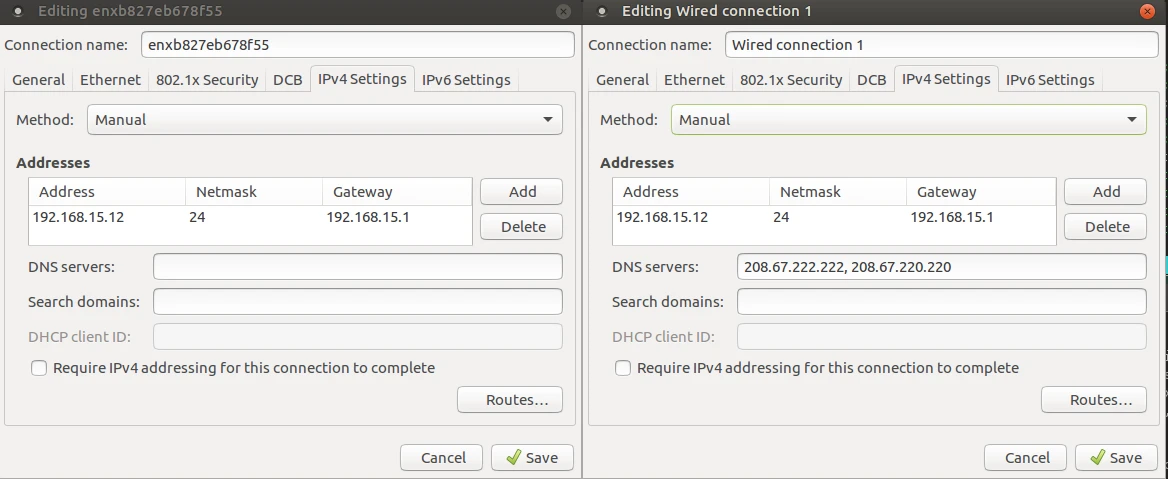 Editing enxb827eb678f55
Connection name: enxb827eb678f55
General Ethernet 802.1x Security DCB IPv4 Settings IPv6 Settings
Method: Manual
Addresses
Address Netmask Gateway
192.168.15.12 24 192.168.15.1
Add
Delete
DNS servers:
Search domains:
DHCP client ID:
Require IPv4 addressing for this connection to complete
Routes...
Cancel Save
Editing Wired connection 1
Connection name: Wired connection 1
General Ethernet 802.1x Security DCB IPv4 Settings IPv6 Settings
Method: Manual
Addresses
Address Netmask Gateway
192.168.15.12 24 192.168.15.1
Add
Delete
DNS servers: 208.67.222.222, 208.67.220.220
Search domains:
DHCP client ID:
Require IPv4 addressing for this connection to complete
Routes...
Cancel Save